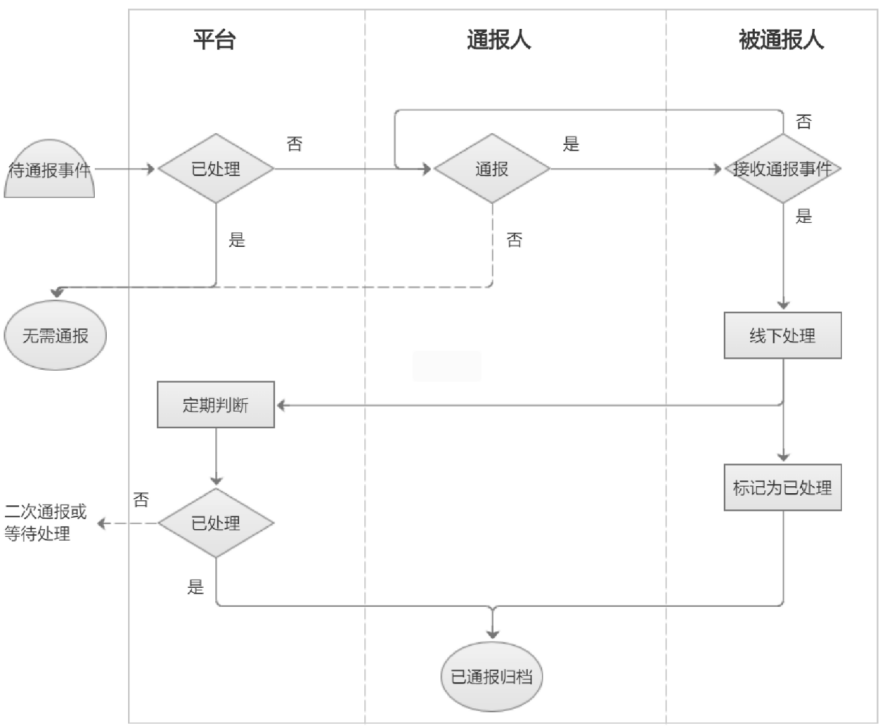 平台
通报人
被通报人
待通报事件
已处理
否
通报
是
接收通报事件
否
是
否
是
无需通报
线下处理
定期判断
标记为已处理
二次通报或
等待处理
否
已处理
是
已通报归档